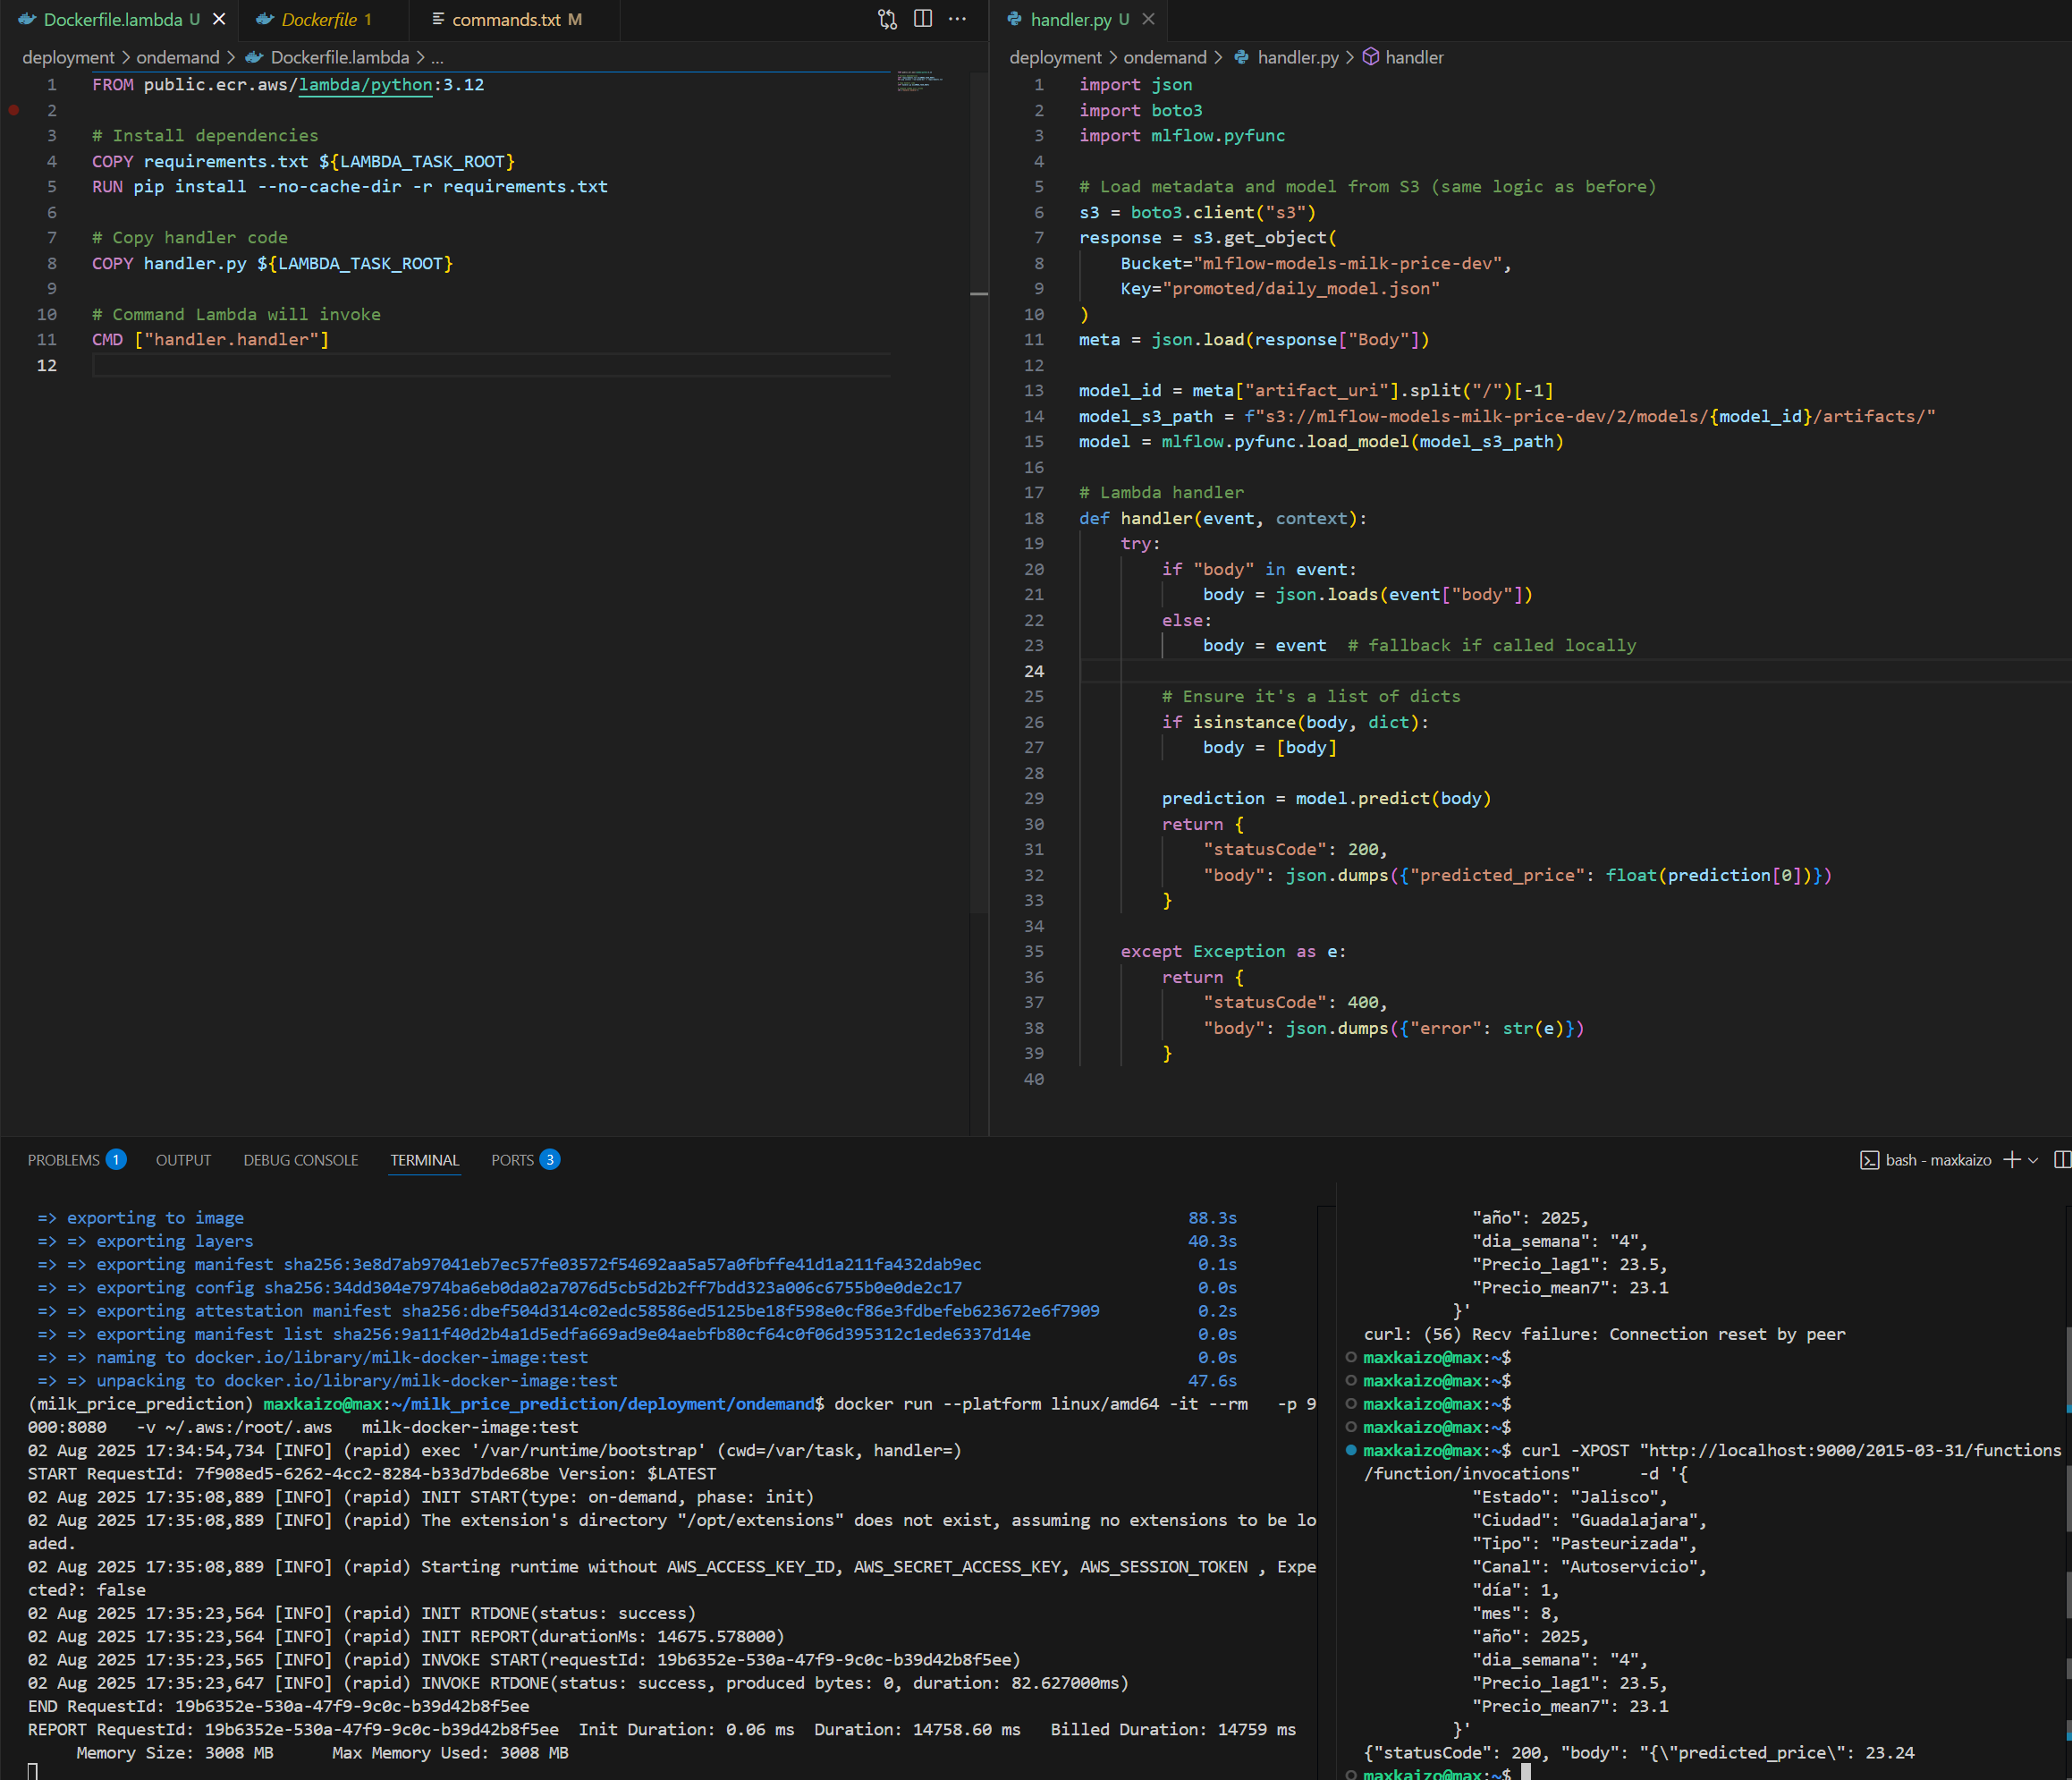 Dockerfile.lambda U
Dockerfile 1
commands.txt M
deployment > ondemand > Dockerfile.lambda > ...
1 FROM public.ecr.aws/lambda/python:3.12
2
3 # Install dependencies
4 COPY requirements.txt ${LAMBDA_TASK_ROOT}
5 RUN pip install --no-cache-dir -r requirements.txt
6
7 # Copy handler code
8 COPY handler.py ${LAMBDA_TASK_ROOT}
9
10 # Command Lambda will invoke
11 CMD ["handler.handler"]
12
handler.py U
deployment > ondemand > handler.py > handler
1 import json
2 import boto3
3 import mlflow.pyfunc
4
5 # Load metadata and model from S3 (same logic as before)
6 s3 = boto3.client("s3")
7 response = s3.get_object(
8     Bucket="mlflow-models-milk-price-dev",
9     Key="promoted/daily_model.json"
10 )
11 meta = json.load(response["Body"])
12
13 model_id = meta["artifact_uri"].split("/")[-1]
14 model_s3_path = f"s3://mlflow-models-milk-price-dev/2/models/{model_id}/artifacts/"
15 model = mlflow.pyfunc.load_model(model_s3_path)
16
17 # Lambda handler
18 def handler(event, context):
19     try:
20         if "body" in event:
21             body = json.loads(event["body"])
22         else:
23             body = event  # fallback if called locally
24
25         # Ensure it's a list of dicts
26         if isinstance(body, dict):
27             body = [body]
28
29         prediction = model.predict(body)
30         return {
31             "statusCode": 200,
32             "body": json.dumps({"predicted_price": float(prediction[0])})
33         }
34
35     except Exception as e:
36         return {
37             "statusCode": 400,
38             "body": json.dumps({"error": str(e)})
39         }
40
PROBLEMS 1
OUTPUT
DEBUG CONSOLE
TERMINAL
PORTS 3
bash - maxkaizo
=> exporting to image 88.3s
=> => exporting layers 40.3s
=> => exporting manifest sha256:3e8d7ab97041eb7ec57fe03572f54692aa5a57a0fbffe41d1a211fa432dab9ec 0.1s
=> => exporting config sha256:34dd304e7974ba6eb0da02a7076d5cb5d2b2ff7bdd323a006c6755b0e0de2c17 0.0s
=> => exporting attestation manifest sha256:dbef504d314c02edc58586ed5125be18f598e0cf86e3fdbefeb623672e6f7909 0.2s
=> => exporting manifest list sha256:9a11f40d2b4a1d5edfa669ad9e04aebfb80cf64c0f06d395312c1ede6337d14e 0.0s
=> => naming to docker.io/library/milk-docker-image:test 0.0s
=> => unpacking to docker.io/library/milk-docker-image:test 47.6s
(milk_price_prediction) maxkaizo@max:~/milk_price_prediction/deployment/ondemand$ docker run --platform linux/amd64 -it --rm   -p 9
000:8080   -v ~/.aws:/root/.aws   milk-docker-image:test
02 Aug 2025 17:34:54,734 [INFO] (rapid) exec '/var/runtime/bootstrap' (cwd=/var/task, handler=)
START RequestId: 7f908ed5-6262-4cc2-8284-b33d7bde68be Version: $LATEST
02 Aug 2025 17:35:08,889 [INFO] (rapid) INIT START(type: on-demand, phase: init)
02 Aug 2025 17:35:08,889 [INFO] (rapid) The extension's directory "/opt/extensions" does not exist, assuming no extensions to be lo
aded.
02 Aug 2025 17:35:08,889 [INFO] (rapid) Starting runtime without AWS_ACCESS_KEY_ID, AWS_SECRET_ACCESS_KEY, AWS_SESSION_TOKEN , Expe
cted?: false
02 Aug 2025 17:35:23,564 [INFO] (rapid) INIT RTDONE(status: success)
02 Aug 2025 17:35:23,564 [INFO] (rapid) INIT REPORT(durationMs: 14675.578000)
02 Aug 2025 17:35:23,565 [INFO] (rapid) INVOKE START(requestId: 19b6352e-530a-47f9-9c0c-b39d42b8f5ee)
02 Aug 2025 17:35:23,647 [INFO] (rapid) INVOKE RTDONE(status: success, produced bytes: 0, duration: 82.627000ms)
END RequestId: 19b6352e-530a-47f9-9c0c-b39d42b8f5ee
REPORT RequestId: 19b6352e-530a-47f9-9c0c-b39d42b8f5ee  Init Duration: 0.06 ms  Duration: 14758.60 ms   Billed Duration: 14759 ms
Memory Size: 3008 MB      Max Memory Used: 3008 MB
"año": 2025,
"dia_semana": "4",
"Precio_lag1": 23.5,
"Precio_mean7": 23.1
}'
curl: (56) Recv failure: Connection reset by peer
maxkaizo@max:~$
maxkaizo@max:~$
maxkaizo@max:~$
maxkaizo@max:~$
maxkaizo@max:~$ curl -XPOST "http://localhost:9000/2015-03-31/functions
/function/invocations"      -d '{
"Estado": "Jalisco",
"Ciudad": "Guadalajara",
"Tipo": "Pasteurizada",
"Canal": "Autoservicio",
"día": 1,
"mes": 8,
"año": 2025,
"dia_semana": "4",
"Precio_lag1": 23.5,
"Precio_mean7": 23.1
}'
{"statusCode": 200, "body": "{\"predicted_price\": 23.24
maxkaizo@max:~$